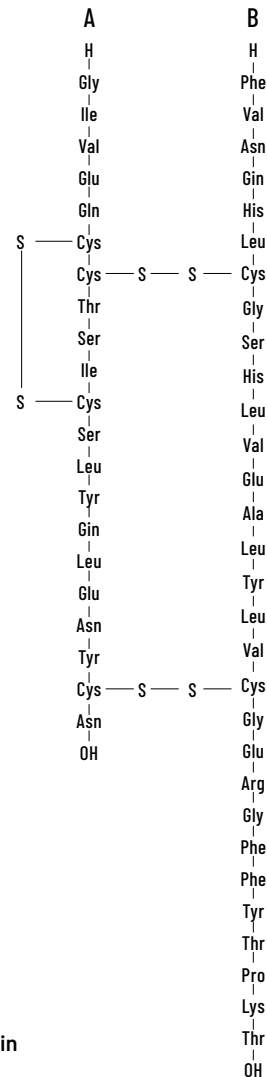 A
H
Gly
Ile
Val
Glu
Gln
S Cys
Cys S S
Thr
Ser
Ile
S Cys
Ser
Leu
Tyr
Gin
Leu
Glu
Asn
Tyr
Cys S S
Asn
OH
B
H
Phe
Val
Asn
Gin
His
Leu
Cys
Gly
Ser
His
Leu
Val
Glu
Ala
Leu
Tyr
Leu
Val
Cys
Gly
Glu
Arg
Gly
Phe
Phe
Tyr
Thr
Pro
Lys
Thr
OH
in